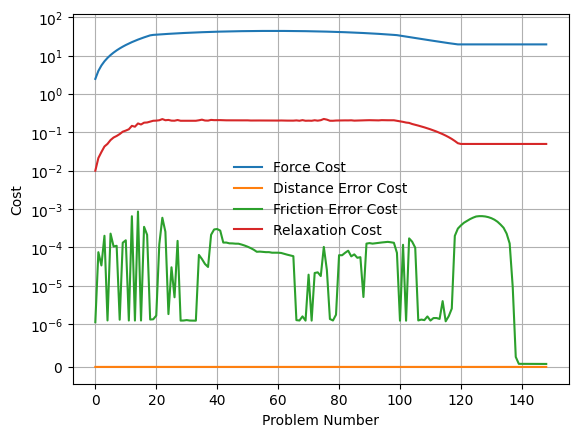 10²
10¹
10⁰
10⁻¹
10⁻²
10⁻³
10⁻⁴
10⁻⁵
10⁻⁶
0
Cost
Force Cost
Distance Error Cost
Friction Error Cost
Relaxation Cost
0 20 40 60 80 100 120 140
Problem Number